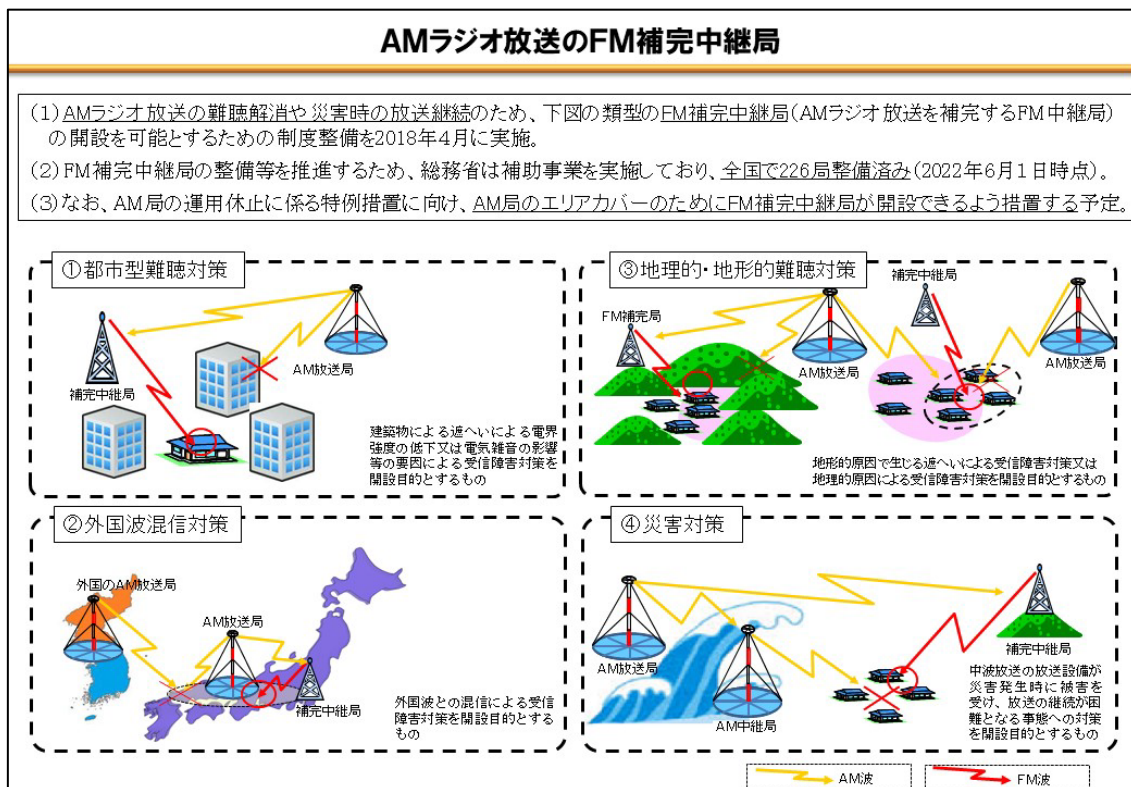 AMラジオ放送のFM補完中継局
(1)AMラジオ放送の難聴解消や災害時の放送継続のため、下図の類型のFM補完中継局(AMラジオ放送を補完するFM中継局)
の開設を可能とするための制度整備を2018年4月に実施。
(2)FM補完中継局の整備等を推進するため、総務省は補助事業を実施しており、全国で226局整備済み(2022年6月1日時点)。
(3)なお、AM局の運用休止に係る特例措置に向け、AM局のエリアカバーのためにFM補完中継局が開設できるよう措置する予定。
①都市型難聴対策
AM放送局
補完中継局
建築物による遮へいによる電界
強度の低下又は電気雑音の影響
等の要因による受信障害対策を
開設目的とするもの
③地理的・地形的難聴対策
補完中継局
FM補完局
AM放送局
AM放送局
地形的原因で生じる遮へいによる受信障害対策又は
地理的原因による受信障害対策を開設目的とするもの
②外国波混信対策
外国のAM放送局
AM放送局
補完中継局
外国波との混信による受信
障害対策を開設目的とする
もの
④災害対策
AM放送局
AM中継局
補完中継局
中波放送の放送設備が
災害発生時に被害を
受け、放送の継続が困
難となる事態への対策
を開設目的とするもの
AM波
FM波